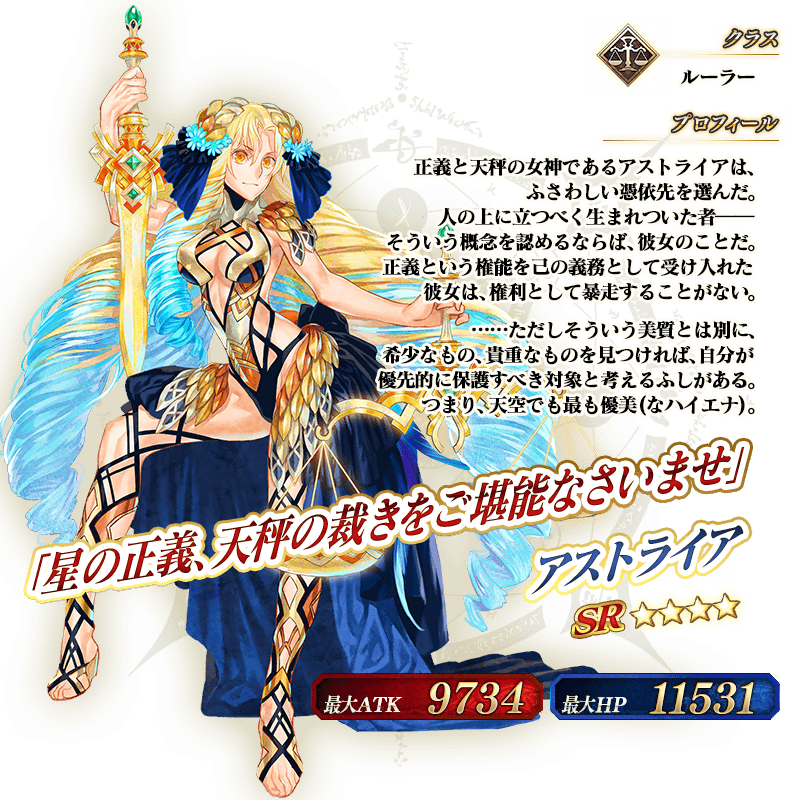 クラス
ルーラー
プロフィール
正義と天秤の女神であるアストライアは、
ふさわしい憑依先を選んだ。
人の上に立つべく生まれついた者――
そういう概念を認めるならば、彼女のことだ。
正義という権能を己の義務として受け入れた
彼女は、権利として暴走することがない。
……ただしそういう美質とは別に、
希少なもの、貴重なものを見つければ、自分が
優先的に保護すべき対象と考えるふしがある。
つまり、天空でも最も優美(なハイエナ)。
「星の正義、天秤の裁きをご堪能なさいませ」
アストライア
SR
最大ATK 9734
最大HP 11531